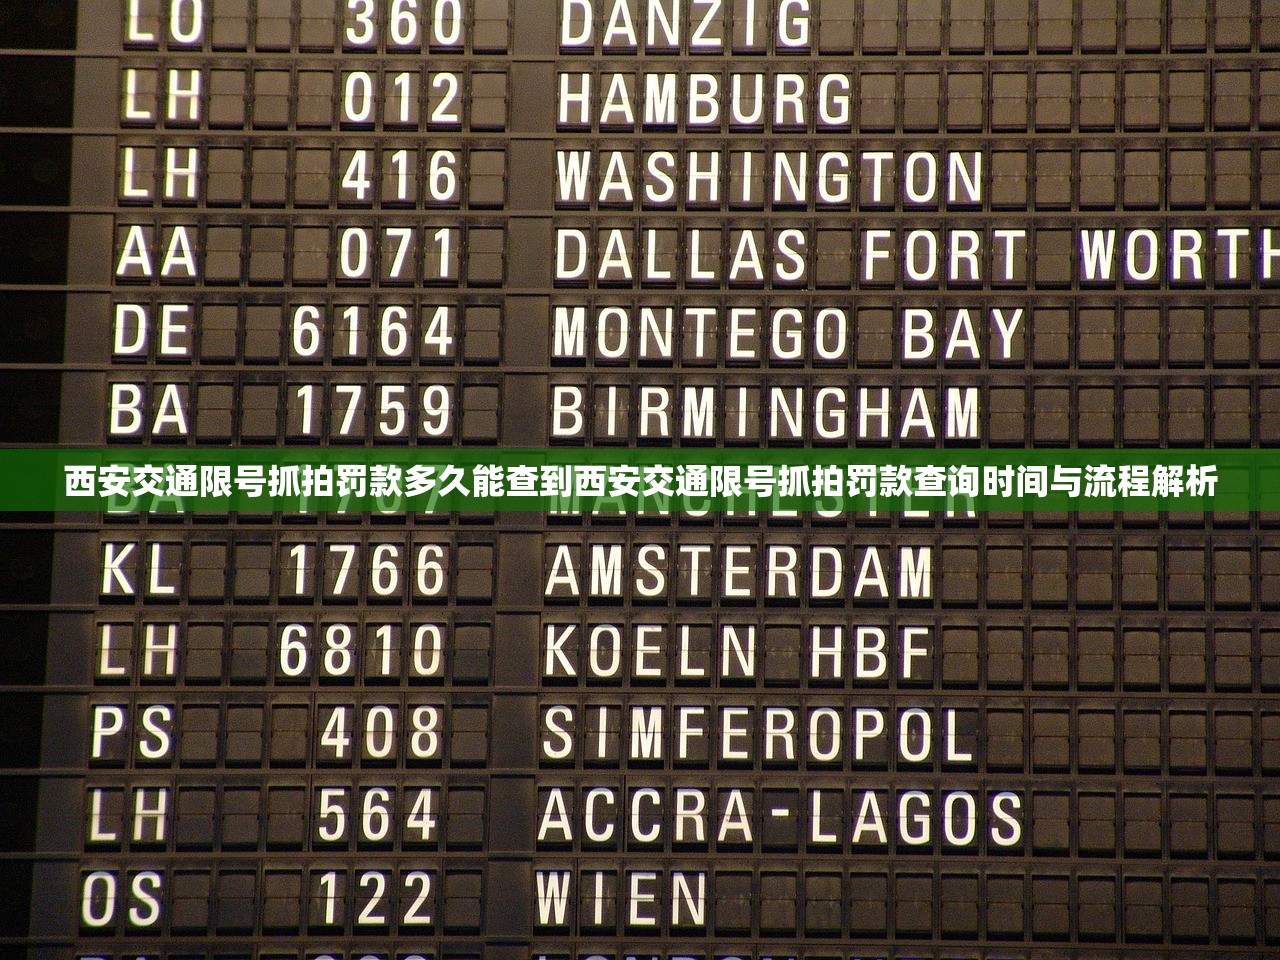 LO 360 DANZIG
LH 012 HAMBURG
LH 416 WASHINGTON
AA 071 DALLAS FORT WORTH
DE 6164 MONTEGO BAY
BA 1759 BIRMINGHAM
西安交通限号抓拍罚款多久能查到西安交通限号抓拍罚款查询时间与流程解析
BA 1767 MANCHESTER
KL 1766 AMSTERDAM
LH 6810 KOELN HBF
PS 408 SIMFEROPOL
LH 564 ACCRA-LAGOS
OS 122 WIEN